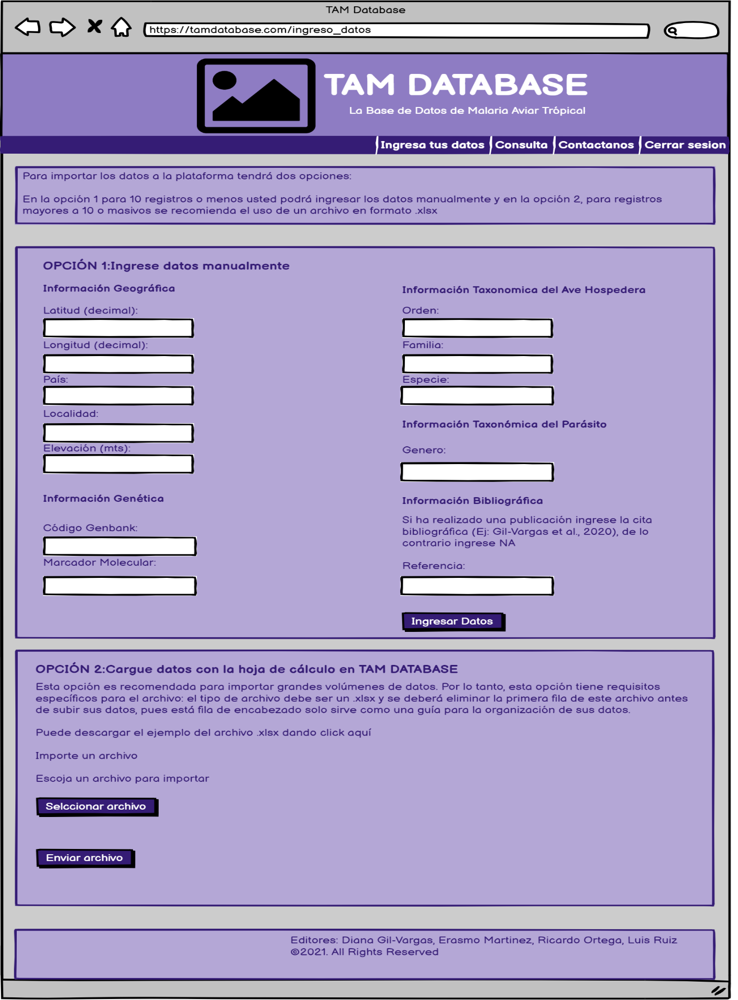 TAM Database
https://tamdatabase.com/ingreso_datos
TAM DATABASE
La Base de Datos de Malaria Aviar Trópical
Ingresa tus datos
Consulta
Contactanos
Cerrar sesion
Para importar los datos a la plataforma tendrá dos opciones:
En la opción 1 para 10 registros o menos usted podrá ingresar los datos manualmente y en la opción 2, para registros
mayores a 10 o masivos se recomienda el uso de un archivo en formato .xlsx
OPCIÓN 1:Ingrese datos manualmente
Información Geográfica
Latitud (decimal):
Longitud (decimal):
País:
Localidad:
Elevación (mts):
Información Genética
Código Genbank:
Marcador Molecular:
Información Taxonomica del Ave Hospedera
Orden:
Familia:
Especie:
Información Taxonómica del Parásito
Genero:
Información Bibliográfica
Si ha realizado una publicación ingrese la cita
bibliográfica (Ej: Gil-Vargas et al., 2020), de lo
contrario ingrese NA
Referencia:
Ingresar Datos
OPCIÓN 2:Cargue datos con la hoja de cálculo en TAM DATABASE
Esta opción es recomendada para importar grandes volúmenes de datos. Por lo tanto, esta opción tiene requisitos
específicos para el archivo: el tipo de archivo debe ser un .xlsx y se deberá eliminar la primera fila de este archivo antes
de subir sus datos, pues está fila de encabezado solo sirve como una guía para la organización de sus datos.
Puede descargar el ejemplo del archivo .xlsx dando click aquí
Importe un archivo
Escoja un archivo para importar
Selccionar archivo
Enviar archivo
Editores: Diana Gil-Vargas, Erasmo Martinez, Ricardo Ortega, Luis Ruiz
©2021. All Rights Reserved